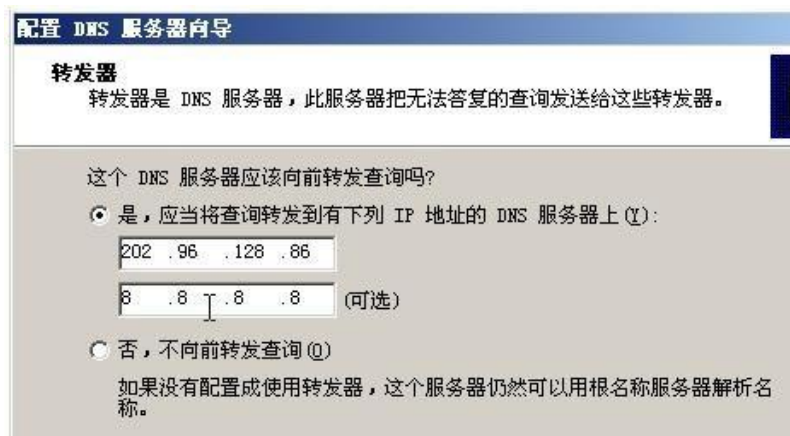 配置 DNS 服务器向导
转发器
转发器是 DNS 服务器，此服务器把无法答复的查询发送给这些转发器。
这个 DNS 服务器应该向前转发查询吗?
是，应当将查询转发到有下列 IP 地址的 DNS 服务器上(Y):
202 .96 .128 .86
8 .8 .8 .8 (可选)
否，不向前转发查询(O)
如果没有配置成使用转发器，这个服务器仍然可以用根名称服务器解析名
称。